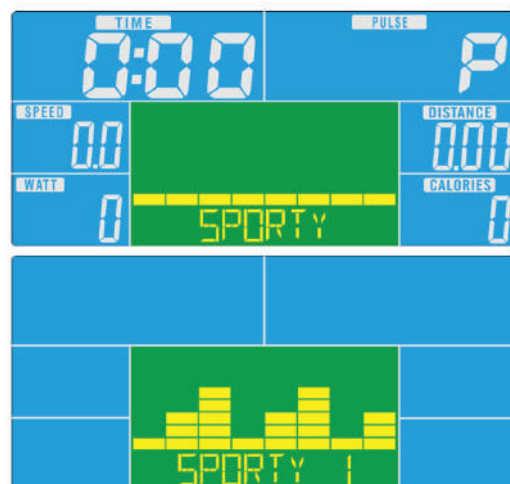 TIME PULSE
0:00 P
SPEED DISTANCE
0.0 0.00
WATT CALORIES
0 0
SPORTY
SPORTY 1